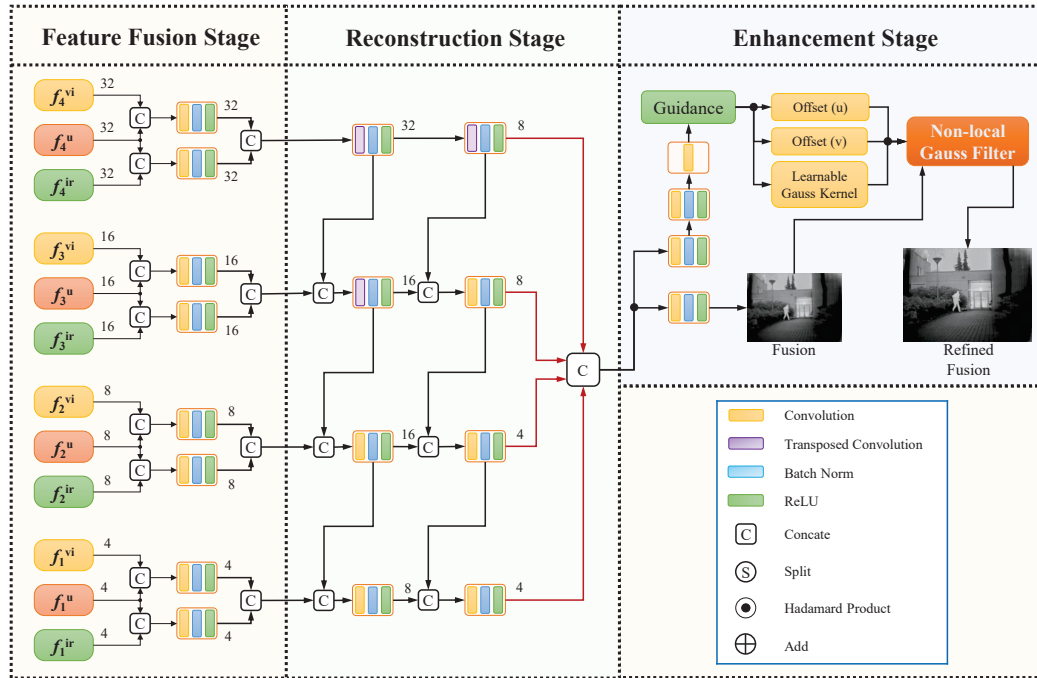 Feature Fusion Stage
Reconstruction Stage
Enhancement Stage
f4vi
32
f4u
32
f4ir
32
C
C
32
32
C
32
8
f3vi
16
f3u
16
f3ir
16
C
C
16
16
C
C
16
C
8
f2vi
8
f2u
8
f2ir
8
C
C
8
8
C
C
16
C
4
f1vi
4
f1u
4
f1ir
4
C
C
4
4
C
C
8
C
4
C
Guidance
Offset (u)
Offset (v)
Learnable
Gauss Kernel
Non-local
Gauss Filter
Fusion
Refined
Fusion
Convolution
Transposed Convolution
Batch Norm
ReLU
C Concate
S Split
Hadamard Product
Add